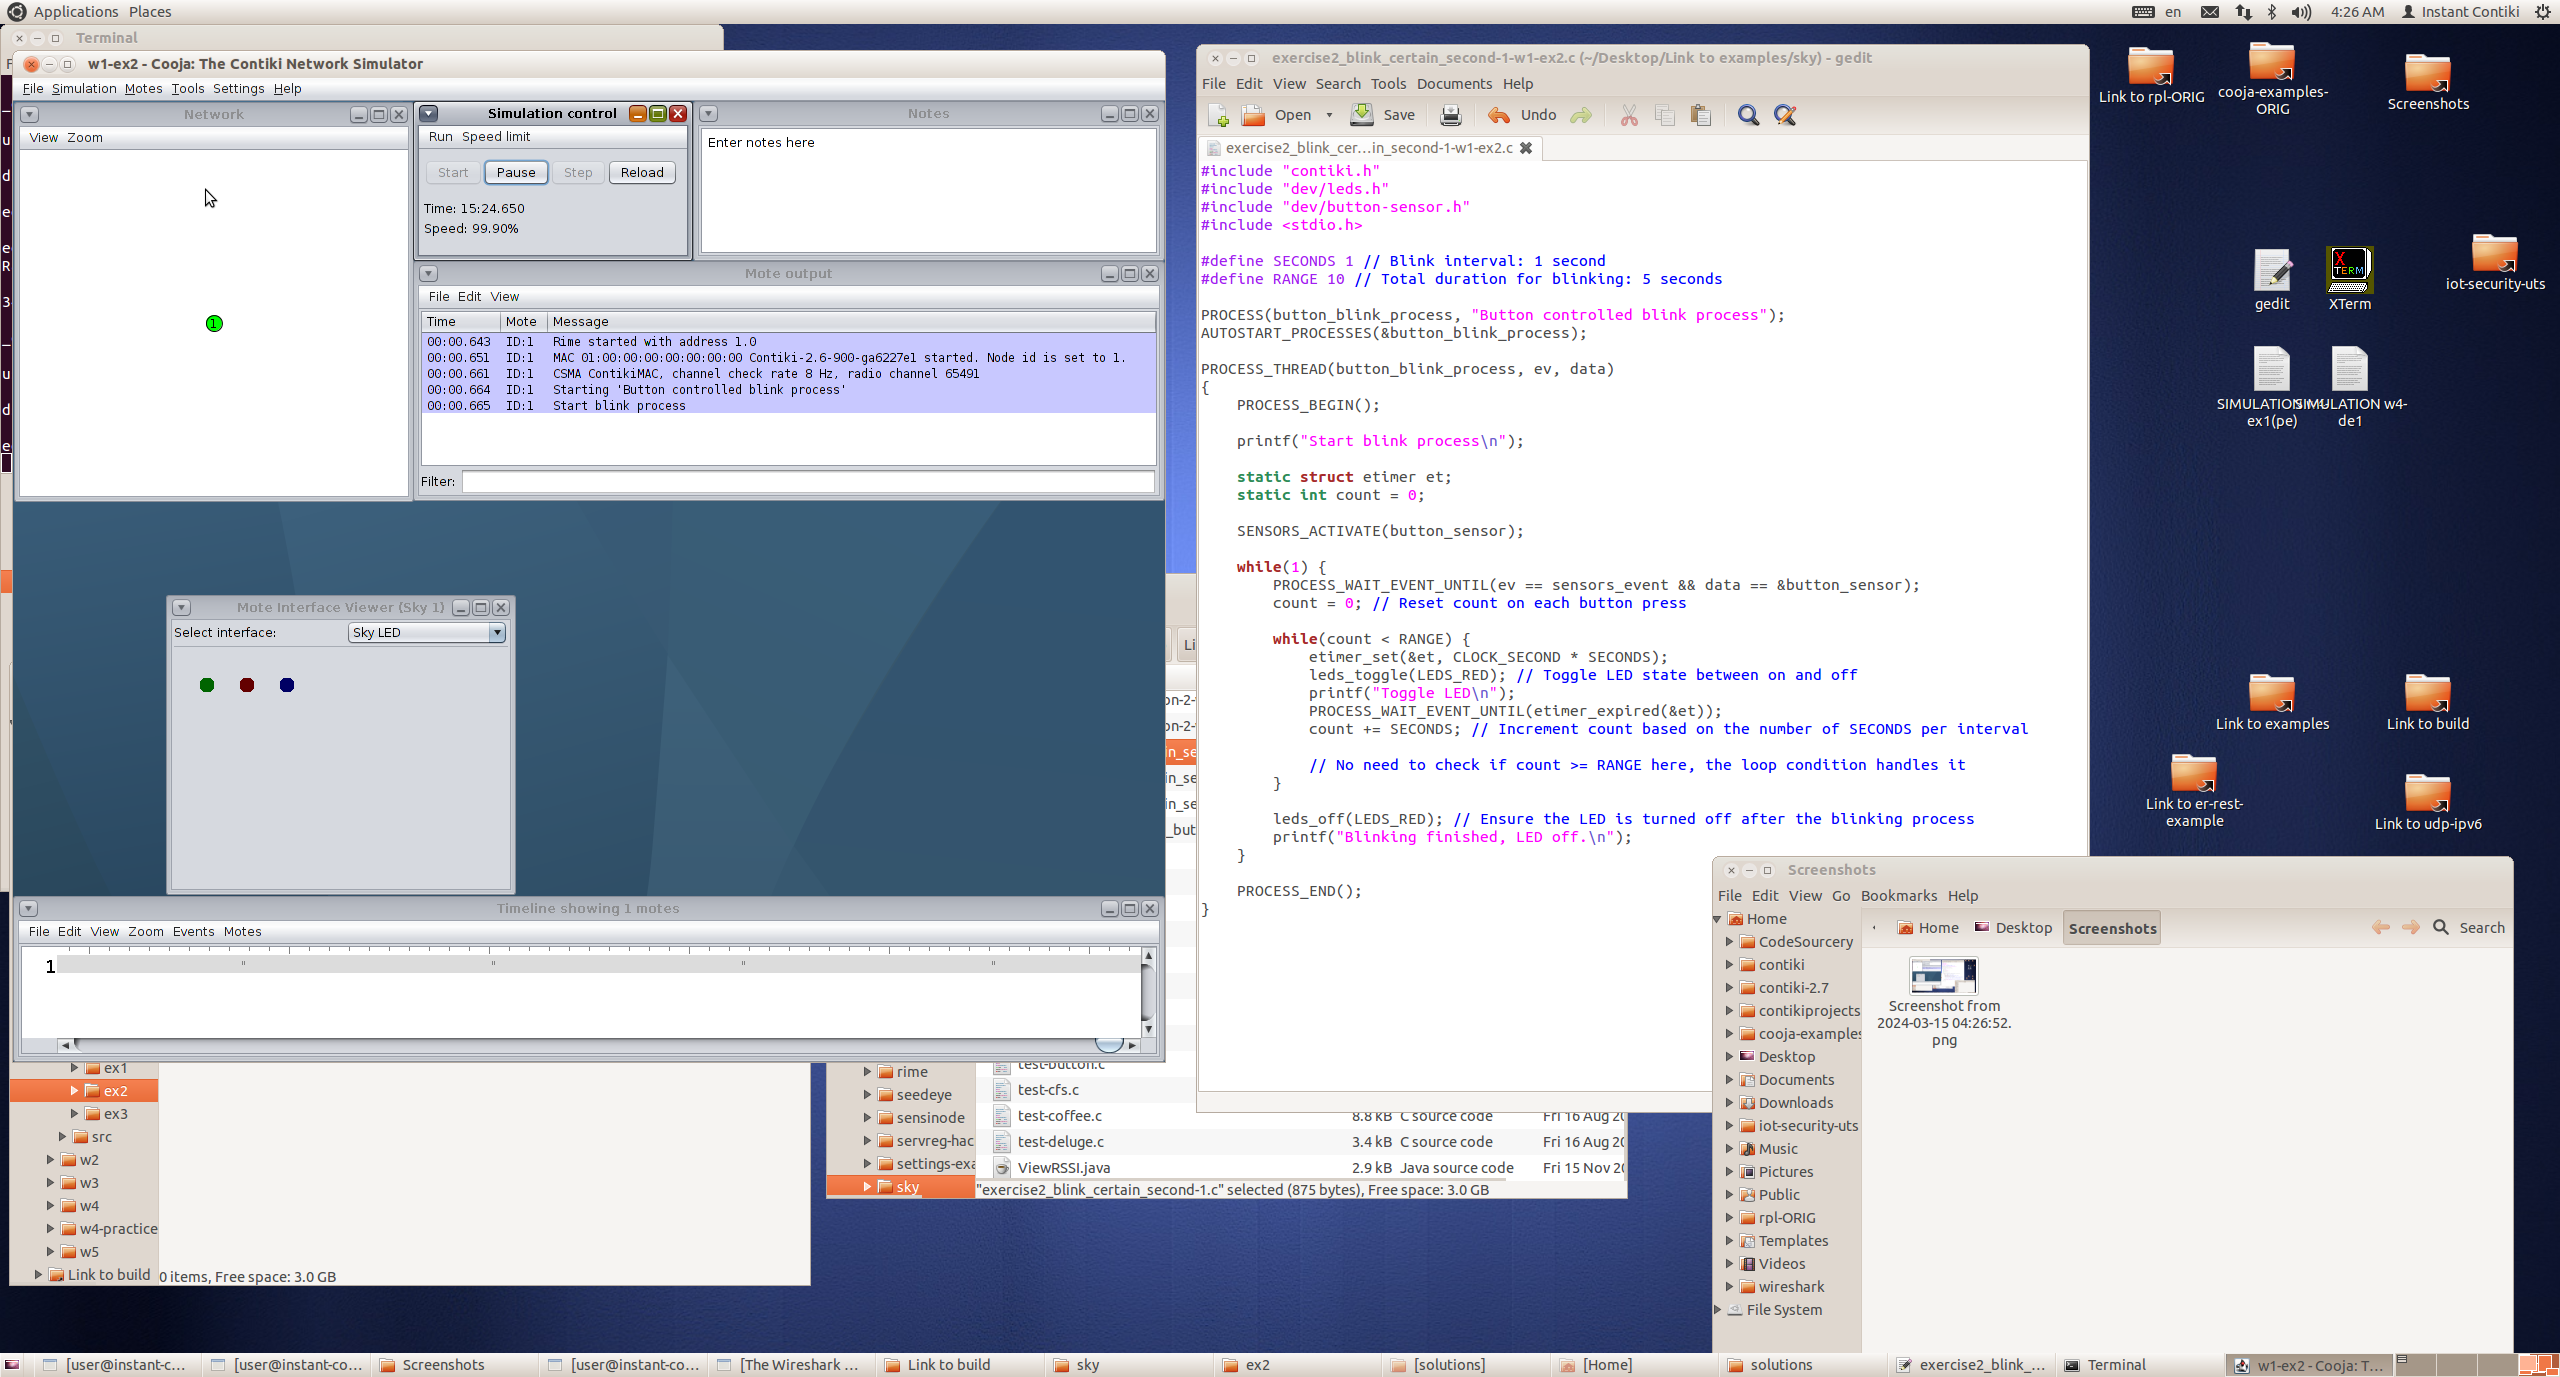 Applications Places
en 4:26 AM Instant Contiki
Terminal
w1-ex2 - Cooja: The Contiki Network Simulator
File Simulation Motes Tools Settings Help
Network
View Zoom
1
Simulation control
Run Speed limit
Start Pause Step Reload
Time: 15:24.650
Speed: 99.90%
Notes
Enter notes here
Mote output
File Edit View
Time Mote Message
00:00.643 ID:1 Rime started with address 1.0
00:00.651 ID:1 MAC 01:00:00:00:00:00:00:00 Contiki-2.6-900-ga6227e1 started. Node id is set to 1.
00:00.661 ID:1 CSMA ContikiMAC, channel check rate 8 Hz, radio channel 65491
00:00.664 ID:1 Starting 'Button controlled blink process'
00:00.665 ID:1 Start blink process
Filter:
Mote Interface Viewer (Sky 1)
Select interface: Sky LED
Timeline showing 1 motes
File Edit View Zoom Events Motes
1
ex1
ex2
ex3
src
w2
w3
w4
w4-practice
w5
Link to build
0 items, Free space: 3.0 GB
rime
seedeye
sensinode
servreg-hac
settings-exa
sky
test-button.c
test-cfs.c
test-coffee.c 8.8 kB C source code Fri 16 Aug 20
test-deluge.c 3.4 kB C source code Fri 16 Aug 20
ViewRSSI.java 2.9 kB Java source code Fri 15 Nov 20
"exercise2_blink_certain_second-1.c" selected (875 bytes), Free space: 3.0 GB
exercise2_blink_certain_second-1-w1-ex2.c (~/Desktop/Link to examples/sky) - gedit
File Edit View Search Tools Documents Help
Open Save Undo
exercise2_blink_cer...in_second-1-w1-ex2.c
#include "contiki.h"
#include "dev/leds.h"
#include "dev/button-sensor.h"
#include <stdio.h>
#define SECONDS 1 // Blink interval: 1 second
#define RANGE 10 // Total duration for blinking: 5 seconds
PROCESS(button_blink_process, "Button controlled blink process");
AUTOSTART_PROCESSES(&button_blink_process);
PROCESS_THREAD(button_blink_process, ev, data)
{
PROCESS_BEGIN();
printf("Start blink process\n");
static struct etimer et;
static int count = 0;
SENSORS_ACTIVATE(button_sensor);
while(1) {
PROCESS_WAIT_EVENT_UNTIL(ev == sensors_event && data == &button_sensor);
count = 0; // Reset count on each button press
while(count < RANGE) {
etimer_set(&et, CLOCK_SECOND * SECONDS);
leds_toggle(LEDS_RED); // Toggle LED state between on and off
printf("Toggle LED\n");
PROCESS_WAIT_EVENT_UNTIL(etimer_expired(&et));
count += SECONDS; // Increment count based on the number of SECONDS per interval
// No need to check if count >= RANGE here, the loop condition handles it
}
leds_off(LEDS_RED); // Ensure the LED is turned off after the blinking process
printf("Blinking finished, LED off.\n");
}
PROCESS_END();
}
Link to rpl-ORIG
cooja-examples-
ORIG
Screenshots
gedit
XTerm
iot-security-uts
SIMULATION
ex1(pe)
SIMULATION w4-
de1
Link to examples
Link to build
Link to er-rest-
example
Link to udp-ipv6
Screenshots
File Edit View Go Bookmarks Help
Home Desktop Screenshots Search
Home
CodeSourcery
contiki
contiki-2.7
contikiprojects
cooja-examples
Desktop
Documents
Downloads
iot-security-uts
Music
Pictures
Public
rpl-ORIG
Templates
Videos
wireshark
File System
Screenshot from
2024-03-15 04:26:52.
png
[user@instant-c... [user@instant-co... Screenshots [user@instant-co... [The Wireshark ... Link to build sky ex2 [solutions] [Home] solutions exercise2_blink_... Terminal w1-ex2 - Cooja: T...